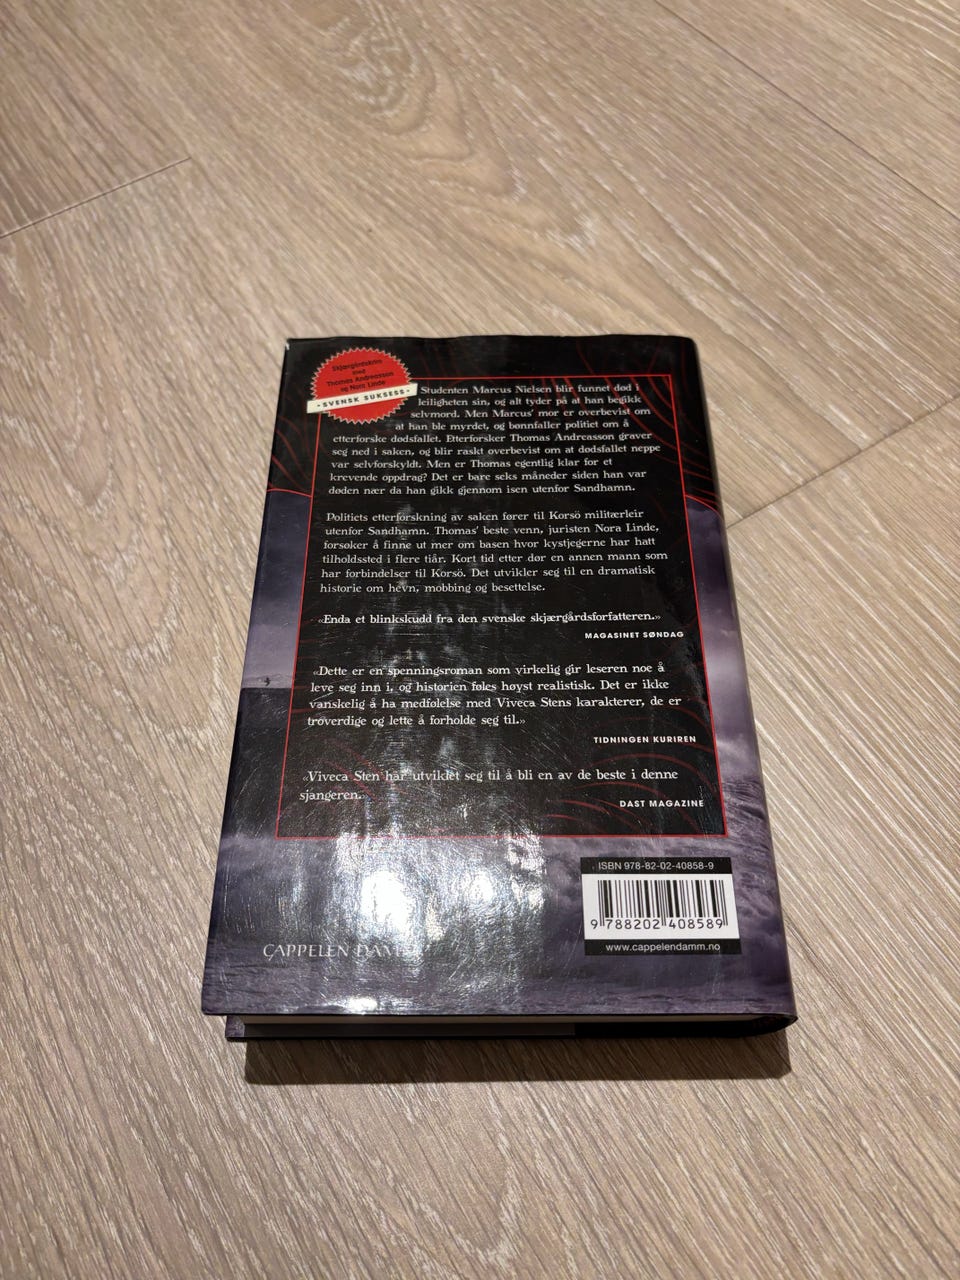 Skjærgårdskrim
med
Thomas Andreasson
og Nora Linde
· SVENSK SUKSESS ·
Studenten Marcus Nielsen blir funnet død i
leiligheten sin, og alt tyder på at han begikk
selvmord. Men Marcus' mor er overbevist om
at han ble myrdet, og bønnfaller politiet om å
etterforske dødsfallet. Etterforsker Thomas Andreasson graver
seg ned i saken, og blir raskt overbevist om at dødsfallet neppe
var selvforskyldt. Men er Thomas egentlig klar for et
krevende oppdrag? Det er bare seks måneder siden han var
døden nær da han gikk gjennom isen utenfor Sandhamn.
Politiets etterforskning av saken fører til Korsö militærleir
utenfor Sandhamn. Thomas' beste venn, juristen Nora Linde,
forsøker å finne ut mer om basen hvor kystjegerne har hatt
tilholdssted i flere tiår. Kort tid etter dør en annen mann som
har forbindelser til Korsö. Det utvikler seg til en dramatisk
historie om hevn, mobbing og besettelse.
«Enda et blinkskudd fra den svenske skjærgårdsforfatteren.»
MAGASINET SØNDAG
«Dette er en spenningsroman som virkelig gir leseren noe å
leve seg inn i, og historien føles høyst realistisk. Det er ikke
vanskelig å ha medfølelse med Viveca Stens karakterer, de er
troverdige og lette å forholde seg til.»
TIDNINGEN KURIREN
«Viveca Sten har utviklet seg til å bli en av de beste i denne
sjangeren.»
DAST MAGAZINE
ISBN 978-82-02-40858-9
9 788202 408589
www.cappelendamm.no
CAPPELEN DAMM